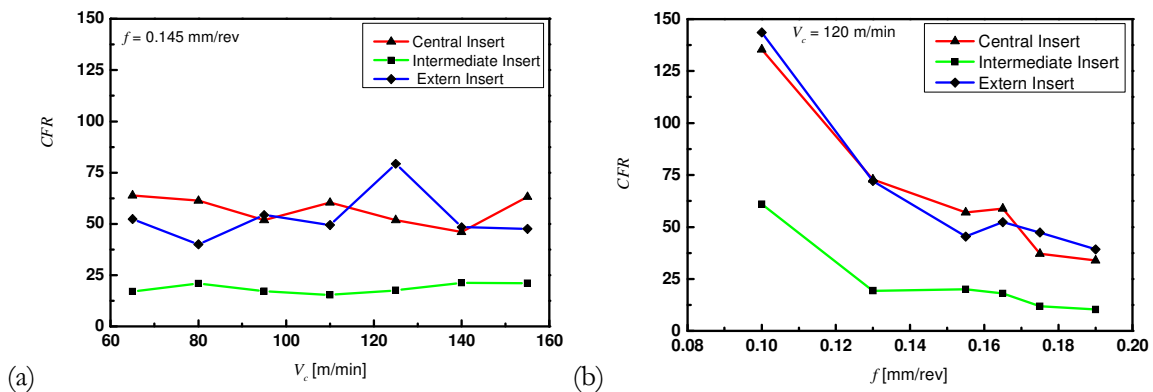 150
125
100
75
50
25
0
CFR
f = 0.145 mm/rev
Central Insert
Intermediate Insert
Extern Insert
60
80
100
120
140
160
V_c [m/min]
(a)
150
125
100
75
50
25
0
CFR
V_c = 120 m/min
Central Insert
Intermediate Insert
Extern Insert
0.08
0.10
0.12
0.14
0.16
0.18
0.20
f [mm/rev]
(b)